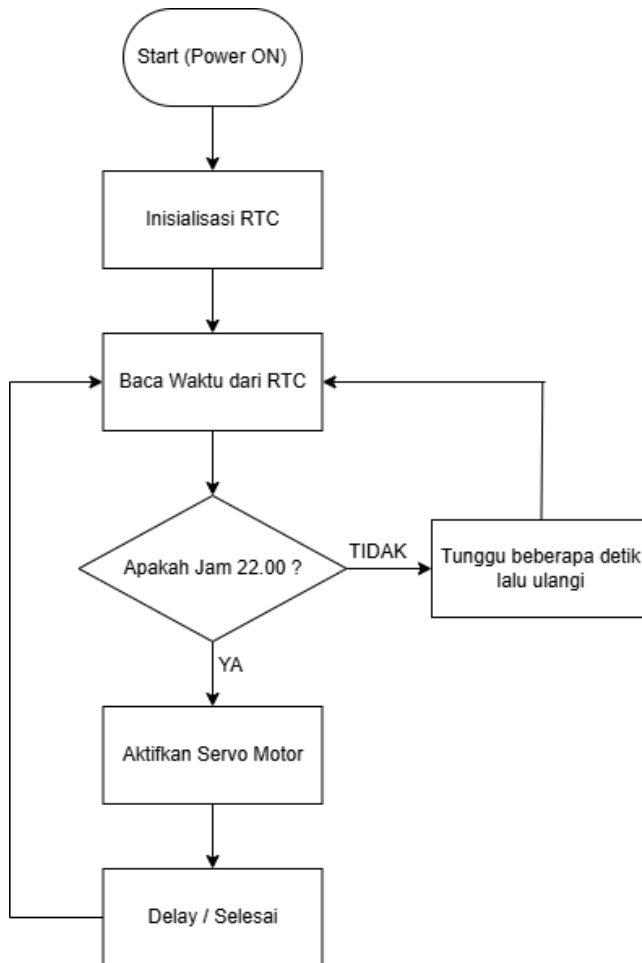 Start (Power ON)
Inisialisasi RTC
Baca Waktu dari RTC
Apakah Jam 22.00 ?
TIDAK
Tunggu beberapa detik
lalu ulangi
YA
Aktifkan Servo Motor
Delay / Selesai